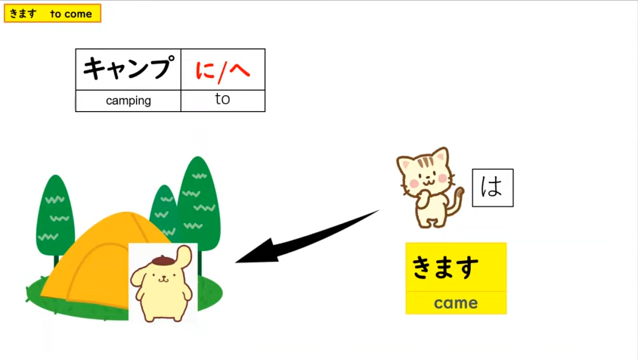 きます to come
キャンプ に/へ
camping to
は
きます
came